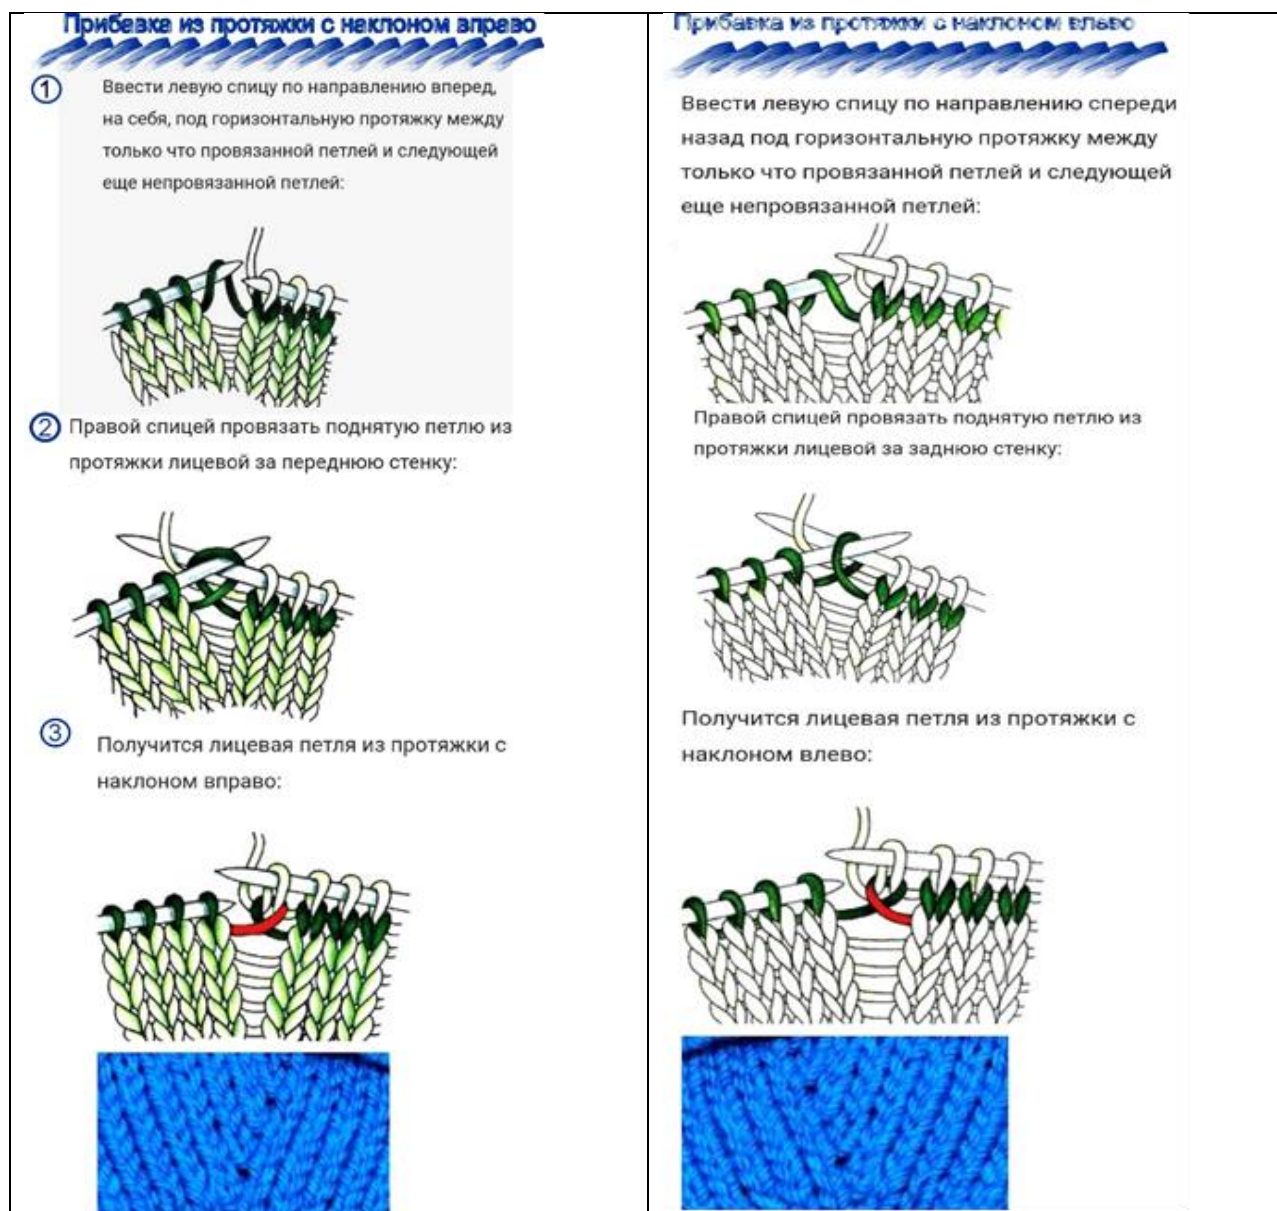 Прибавка из протяжки с наклоном вправо
1
Ввести левую спицу по направлению вперед,
на себя, под горизонтальную протяжку между
только что провязанной петлей и следующей
еще непровязанной петлей:
2 Правой спицей провязать поднятую петлю из
протяжки лицевой за переднюю стенку:
3
Получится лицевая петля из протяжки с
наклоном вправо:
Прибавка из протяжки с наклоном влево
Ввести левую спицу по направлению спереди
назад под горизонтальную протяжку между
только что провязанной петлей и следующей
еще непровязанной петлей:
Правой спицей провязать поднятую петлю из
протяжки лицевой за заднюю стенку:
Получится лицевая петля из протяжки с
наклоном влево: